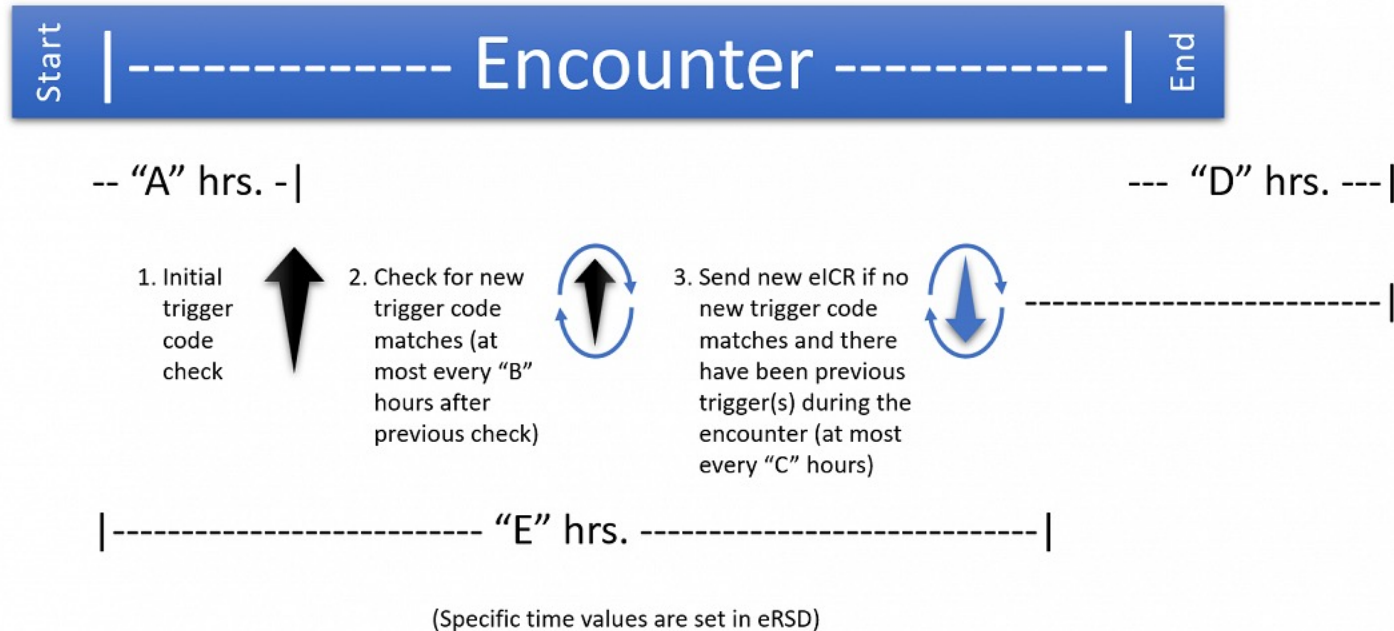 Start |------------- Encounter -----------| End
-- “A” hrs. -|
--- “D” hrs. ---|
1. Initial
trigger
code
check
2. Check for new
trigger code
matches (at
most every “B”
hours after
previous check)
3. Send new eICR if no
new trigger code
matches and there
have been previous
trigger(s) during the
encounter (at most
every “C” hours)
|----------------------- “E” hrs. -------------------------|
(Specific time values are set in eRSD)